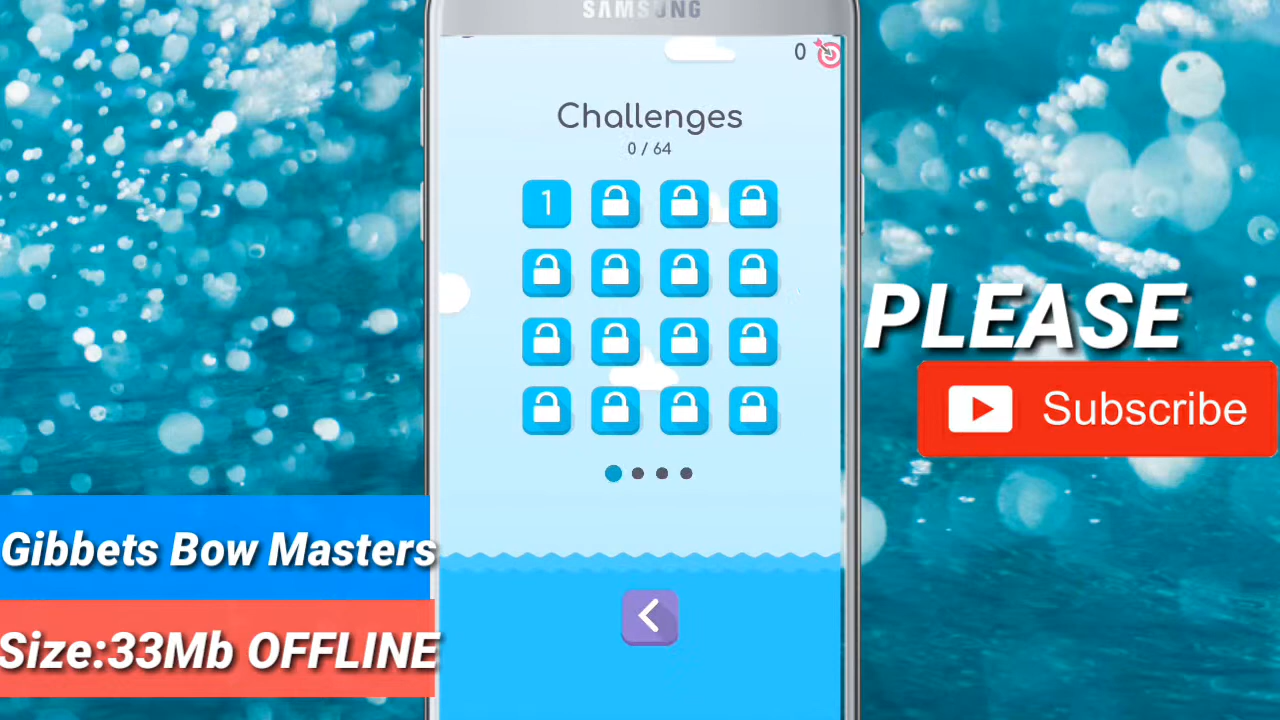 SAMSUNG
0
Challenges
0 / 64
1
PLEASE
Subscribe
Gibbets Bow Masters
Size:33Mb OFFLINE